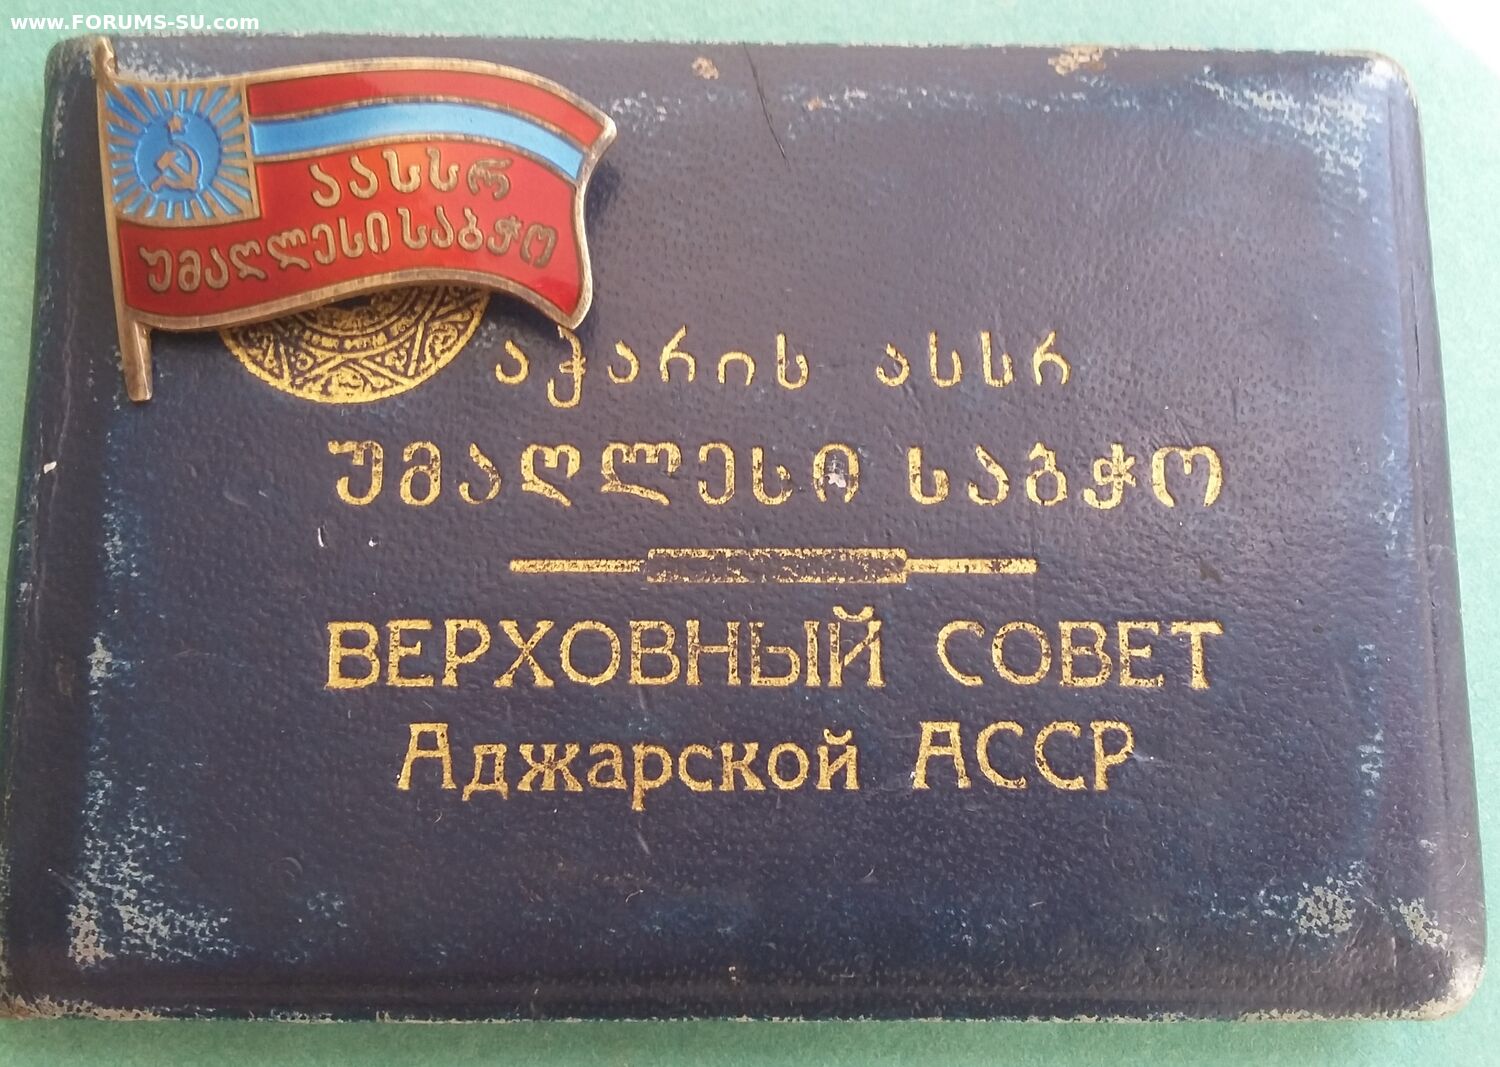 www.FORUMS-SU.com
აასსრ
უმაღლესი საბჭო
აჭარის ასსრ
უმაღლესი საბჭო
ВЕРХОВНЫЙ СОВЕТ
Аджарской АССР